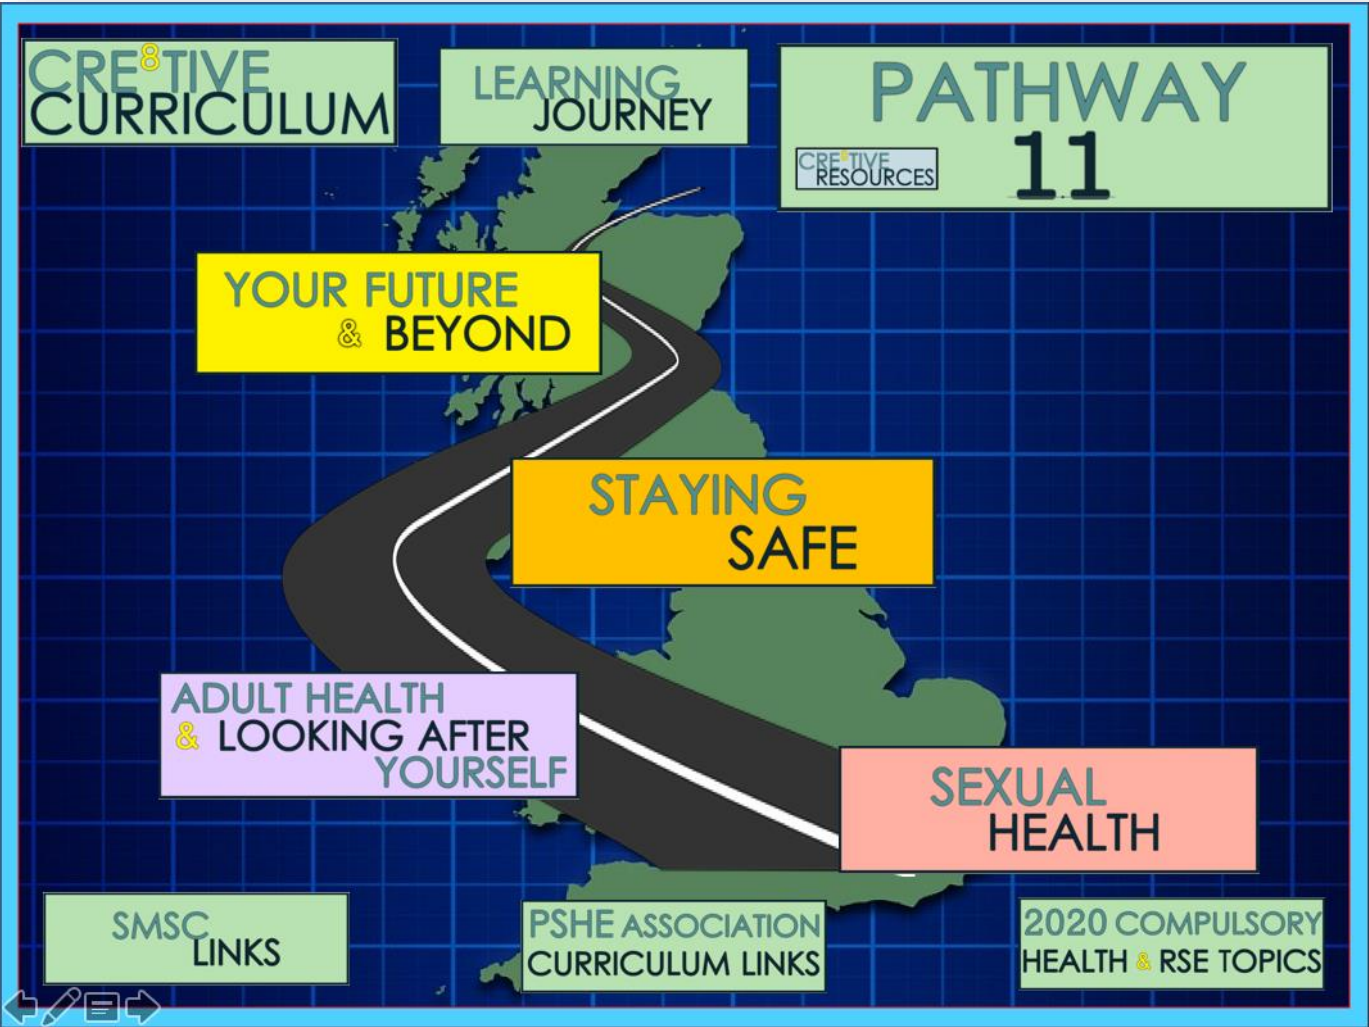 CRE8TIVE
CURRICULUM
LEARNING
JOURNEY
PATHWAY
11
CRE8TIVE
RESOURCES
YOUR FUTURE
& BEYOND
STAYING
SAFE
ADULT HEALTH
& LOOKING AFTER
YOURSELF
SEXUAL
HEALTH
SMSC
LINKS
PSHE ASSOCIATION
CURRICULUM LINKS
2020 COMPULSORY
HEALTH & RSE TOPICS